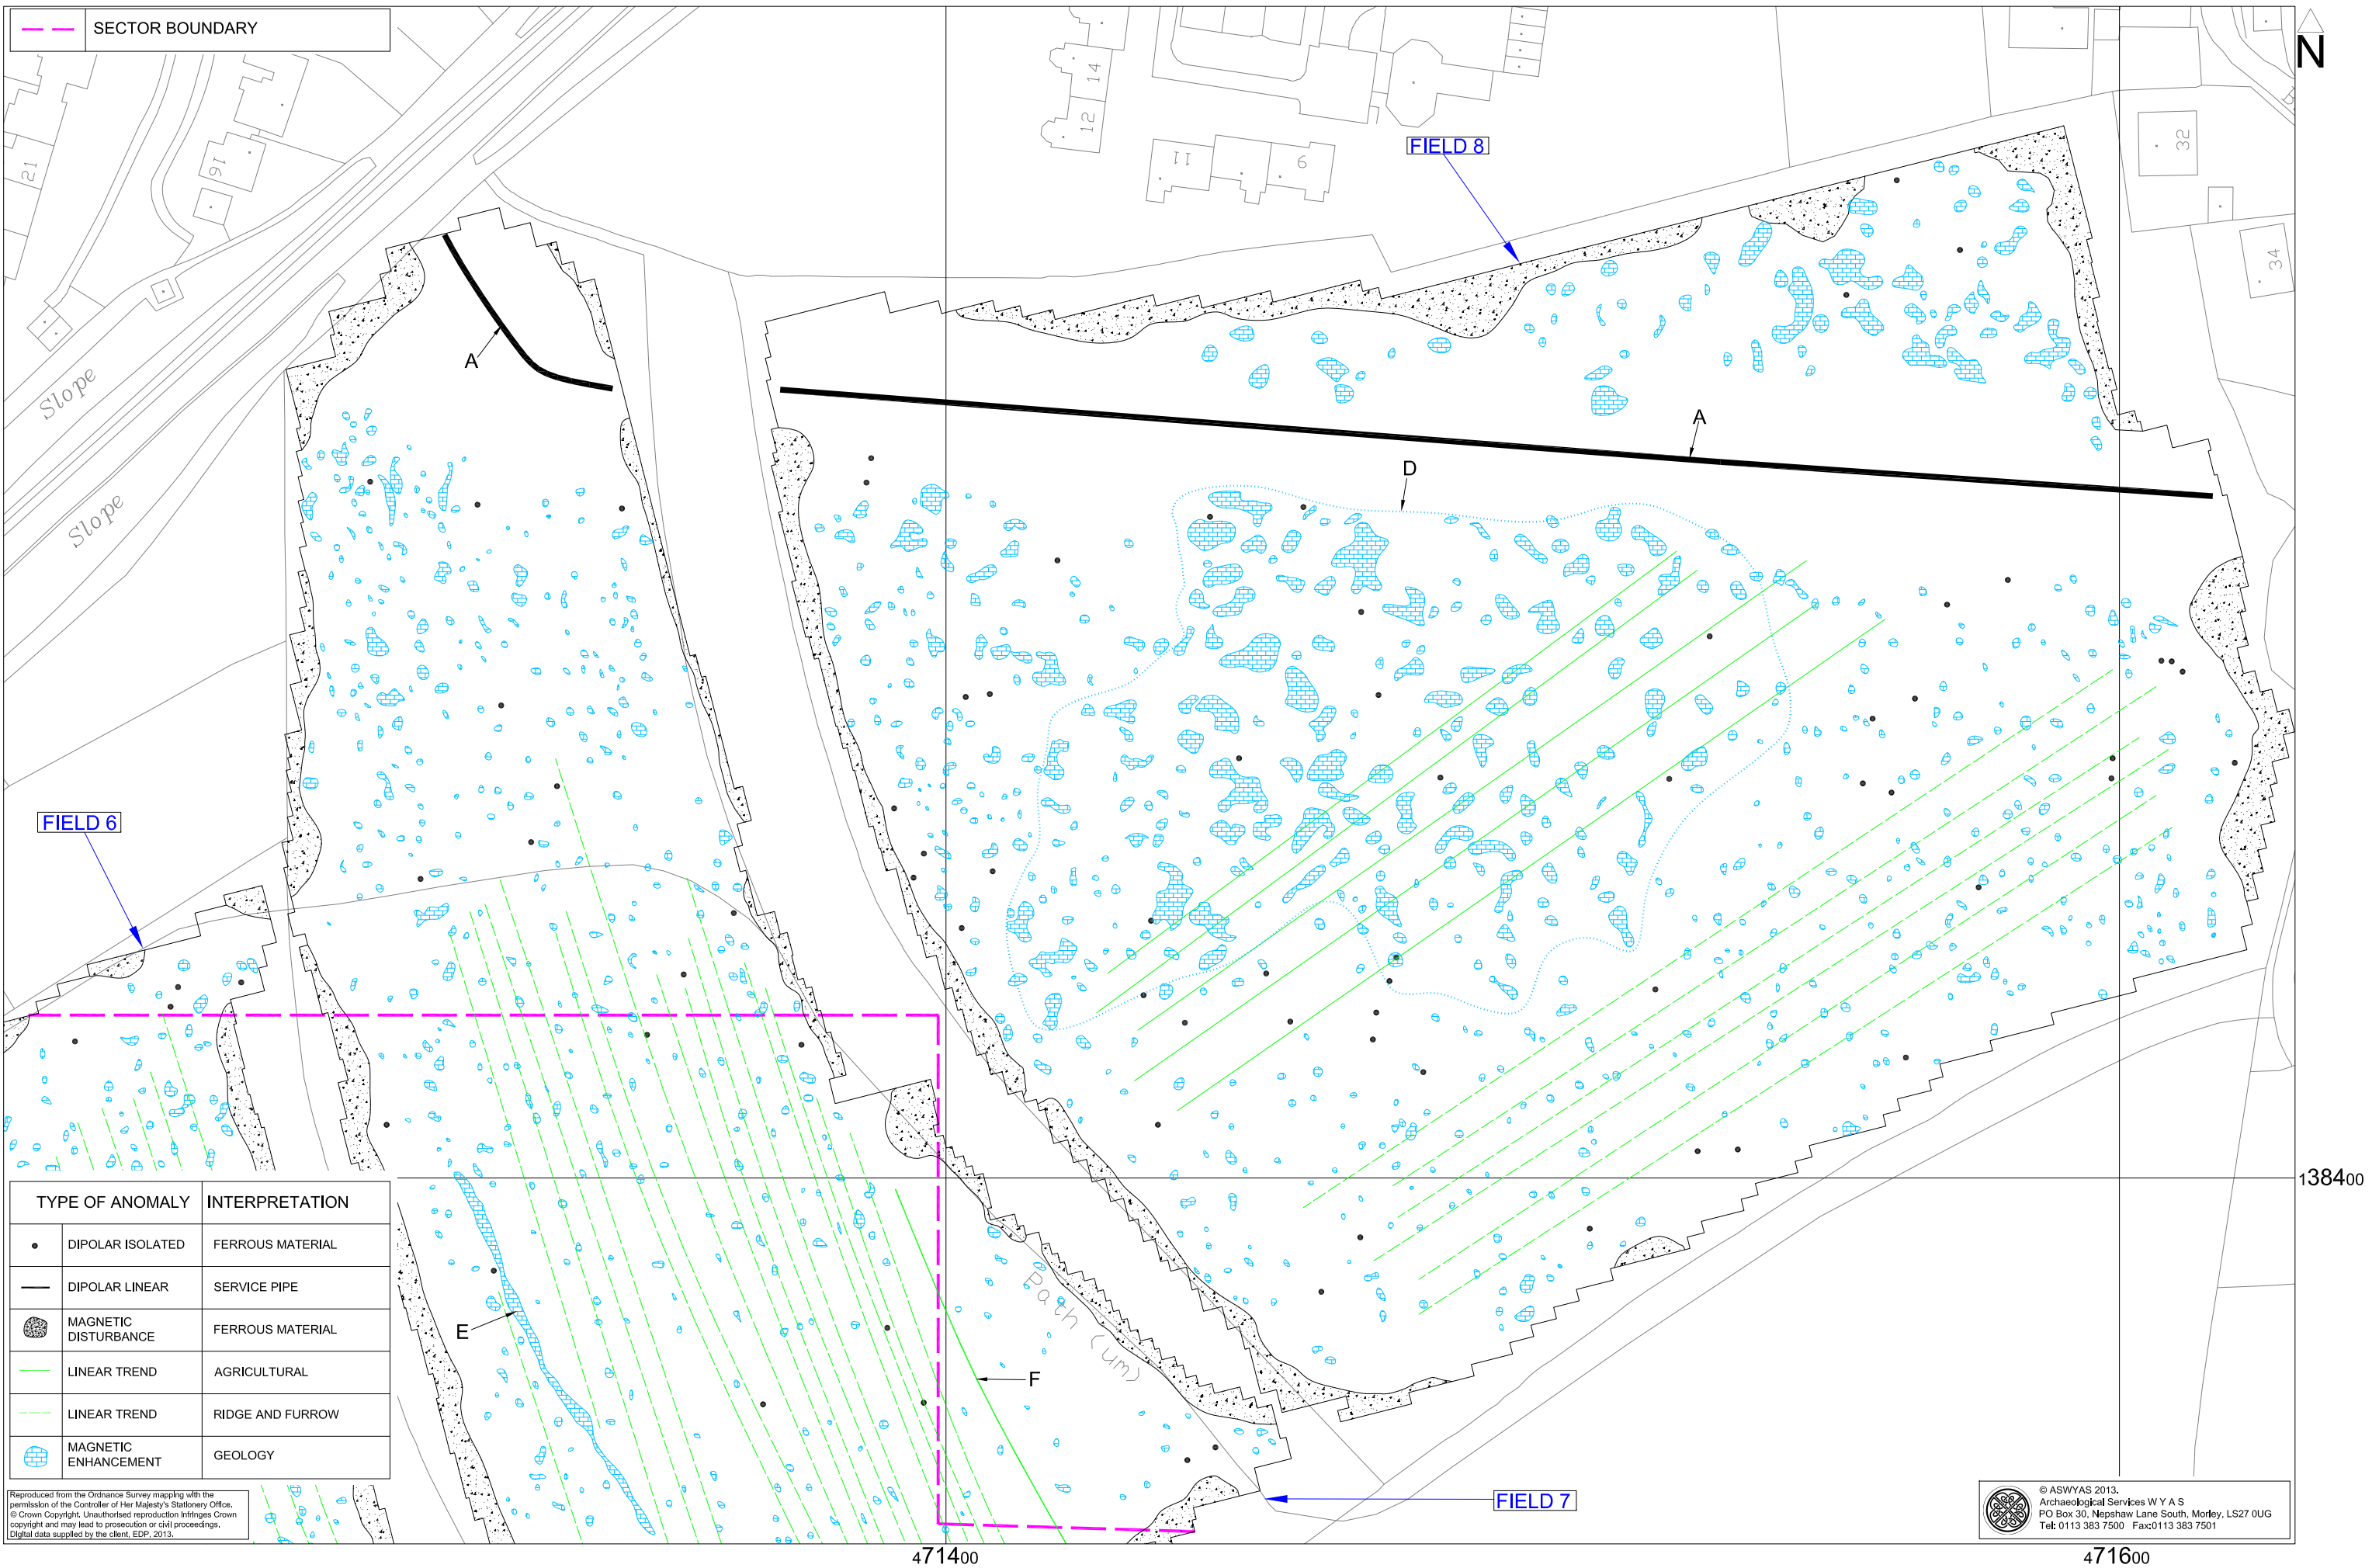 SECTOR BOUNDARY
N
21
16
14
12
11
9
32
34
FIELD 8
A
A
Slope
Slope
D
FIELD 6
138400
TYPE OF ANOMALY INTERPRETATION
DIPOLAR ISOLATED FERROUS MATERIAL
DIPOLAR LINEAR SERVICE PIPE
MAGNETIC
DISTURBANCE FERROUS MATERIAL
LINEAR TREND AGRICULTURAL
LINEAR TREND RIDGE AND FURROW
MAGNETIC
ENHANCEMENT GEOLOGY
E
F
Path (um)
FIELD 7
Reproduced from the Ordnance Survey mapping with the
permission of the Controller of Her Majesty's Stationery Office.
© Crown Copyright. Unauthorised reproduction infringes Crown
copyright and may lead to prosecution or civil proceedings.
Digital data supplied by the client, EDP, 2013.
© ASWYAS 2013.
Archaeological Services W Y A S
PO Box 30, Nepshaw Lane South, Morley, LS27 0UG
Tel: 0113 383 7500 Fax:0113 383 7501
471400
471600